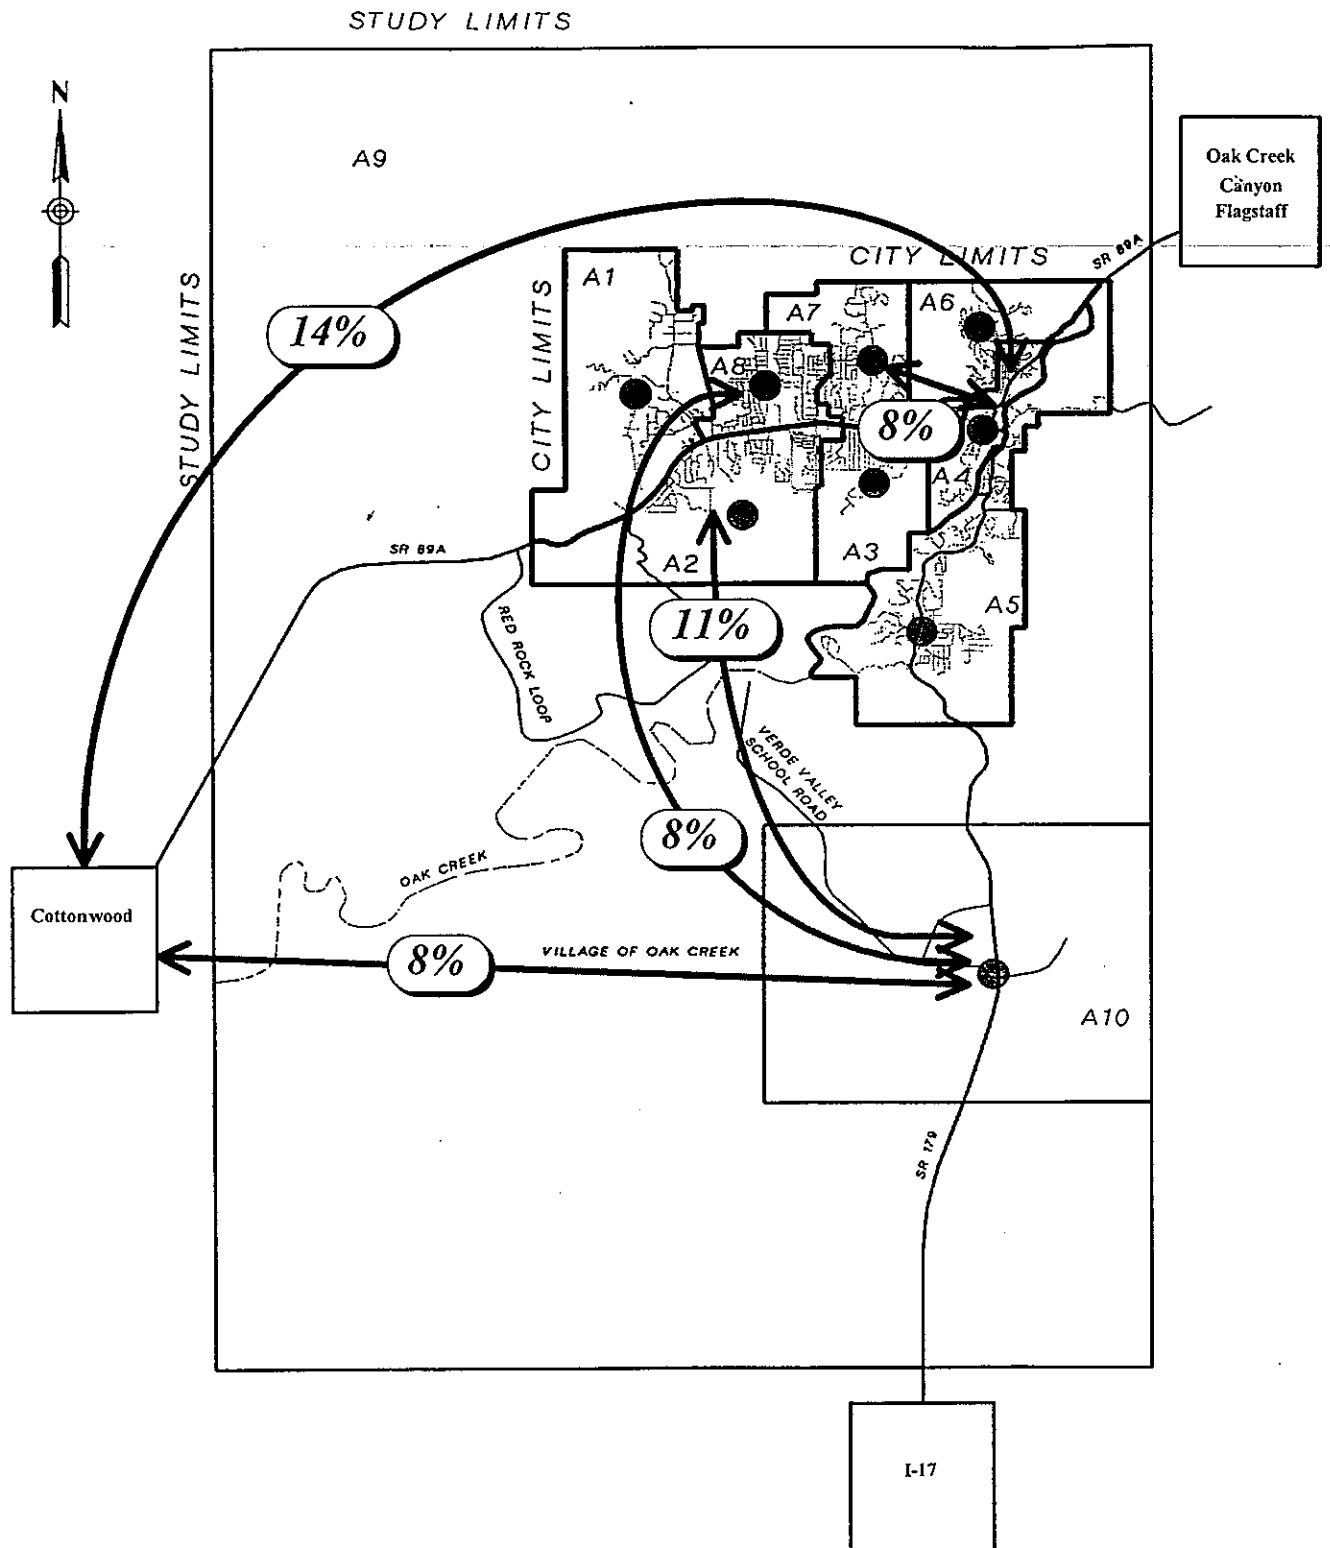 STUDY LIMITS
N
A9
Oak Creek
Canyon
Flagstaff
SR 89A
CITY LIMITS
A1
A7
A6
STUDY LIMITS
CITY LIMITS
14%
A8
8%
A4
SR 89A
A2
A3
A5
11%
RED ROCK LOOP
VERDE VALLEY
SCHOOL ROAD
8%
OAK CREEK
Cottonwood
8%
VILLAGE OF OAK CREEK
A10
SR 179
I-17